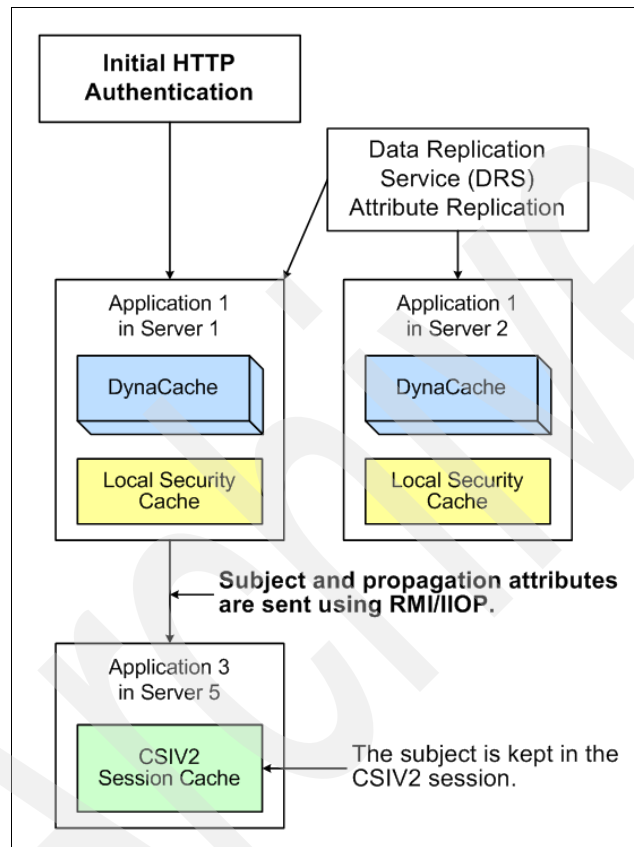 Initial HTTP
Authentication
Data Replication
Service (DRS)
Attribute Replication
Application 1
in Server 1
DynaCache
Local Security
Cache
Application 1
in Server 2
DynaCache
Local Security
Cache
Subject and propagation attributes
are sent using RMI/IIOP.
Application 3
in Server 5
CSIV2
Session Cache
The subject is kept in the
CSIV2 session.